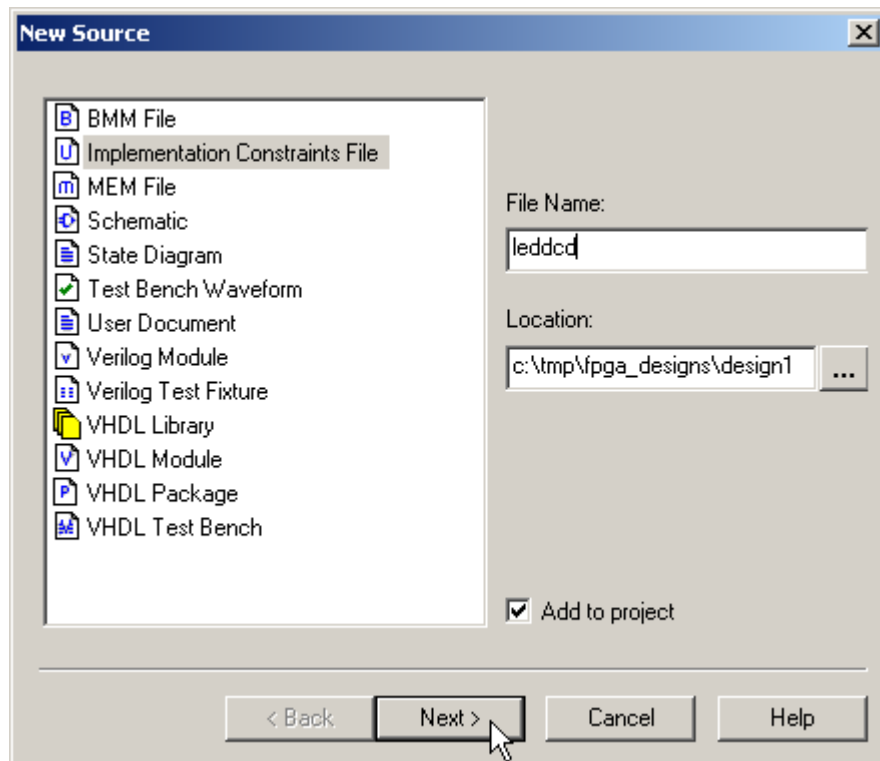 New Source
BMM File
Implementation Constraints File
MEM File
Schematic
State Diagram
Test Bench Waveform
User Document
Verilog Module
Verilog Test Fixture
VHDL Library
VHDL Module
VHDL Package
VHDL Test Bench
File Name:
leddcd
Location:
c:\tmp\fpga_designs\design1
...
Add to project
< Back
Next >
Cancel
Help